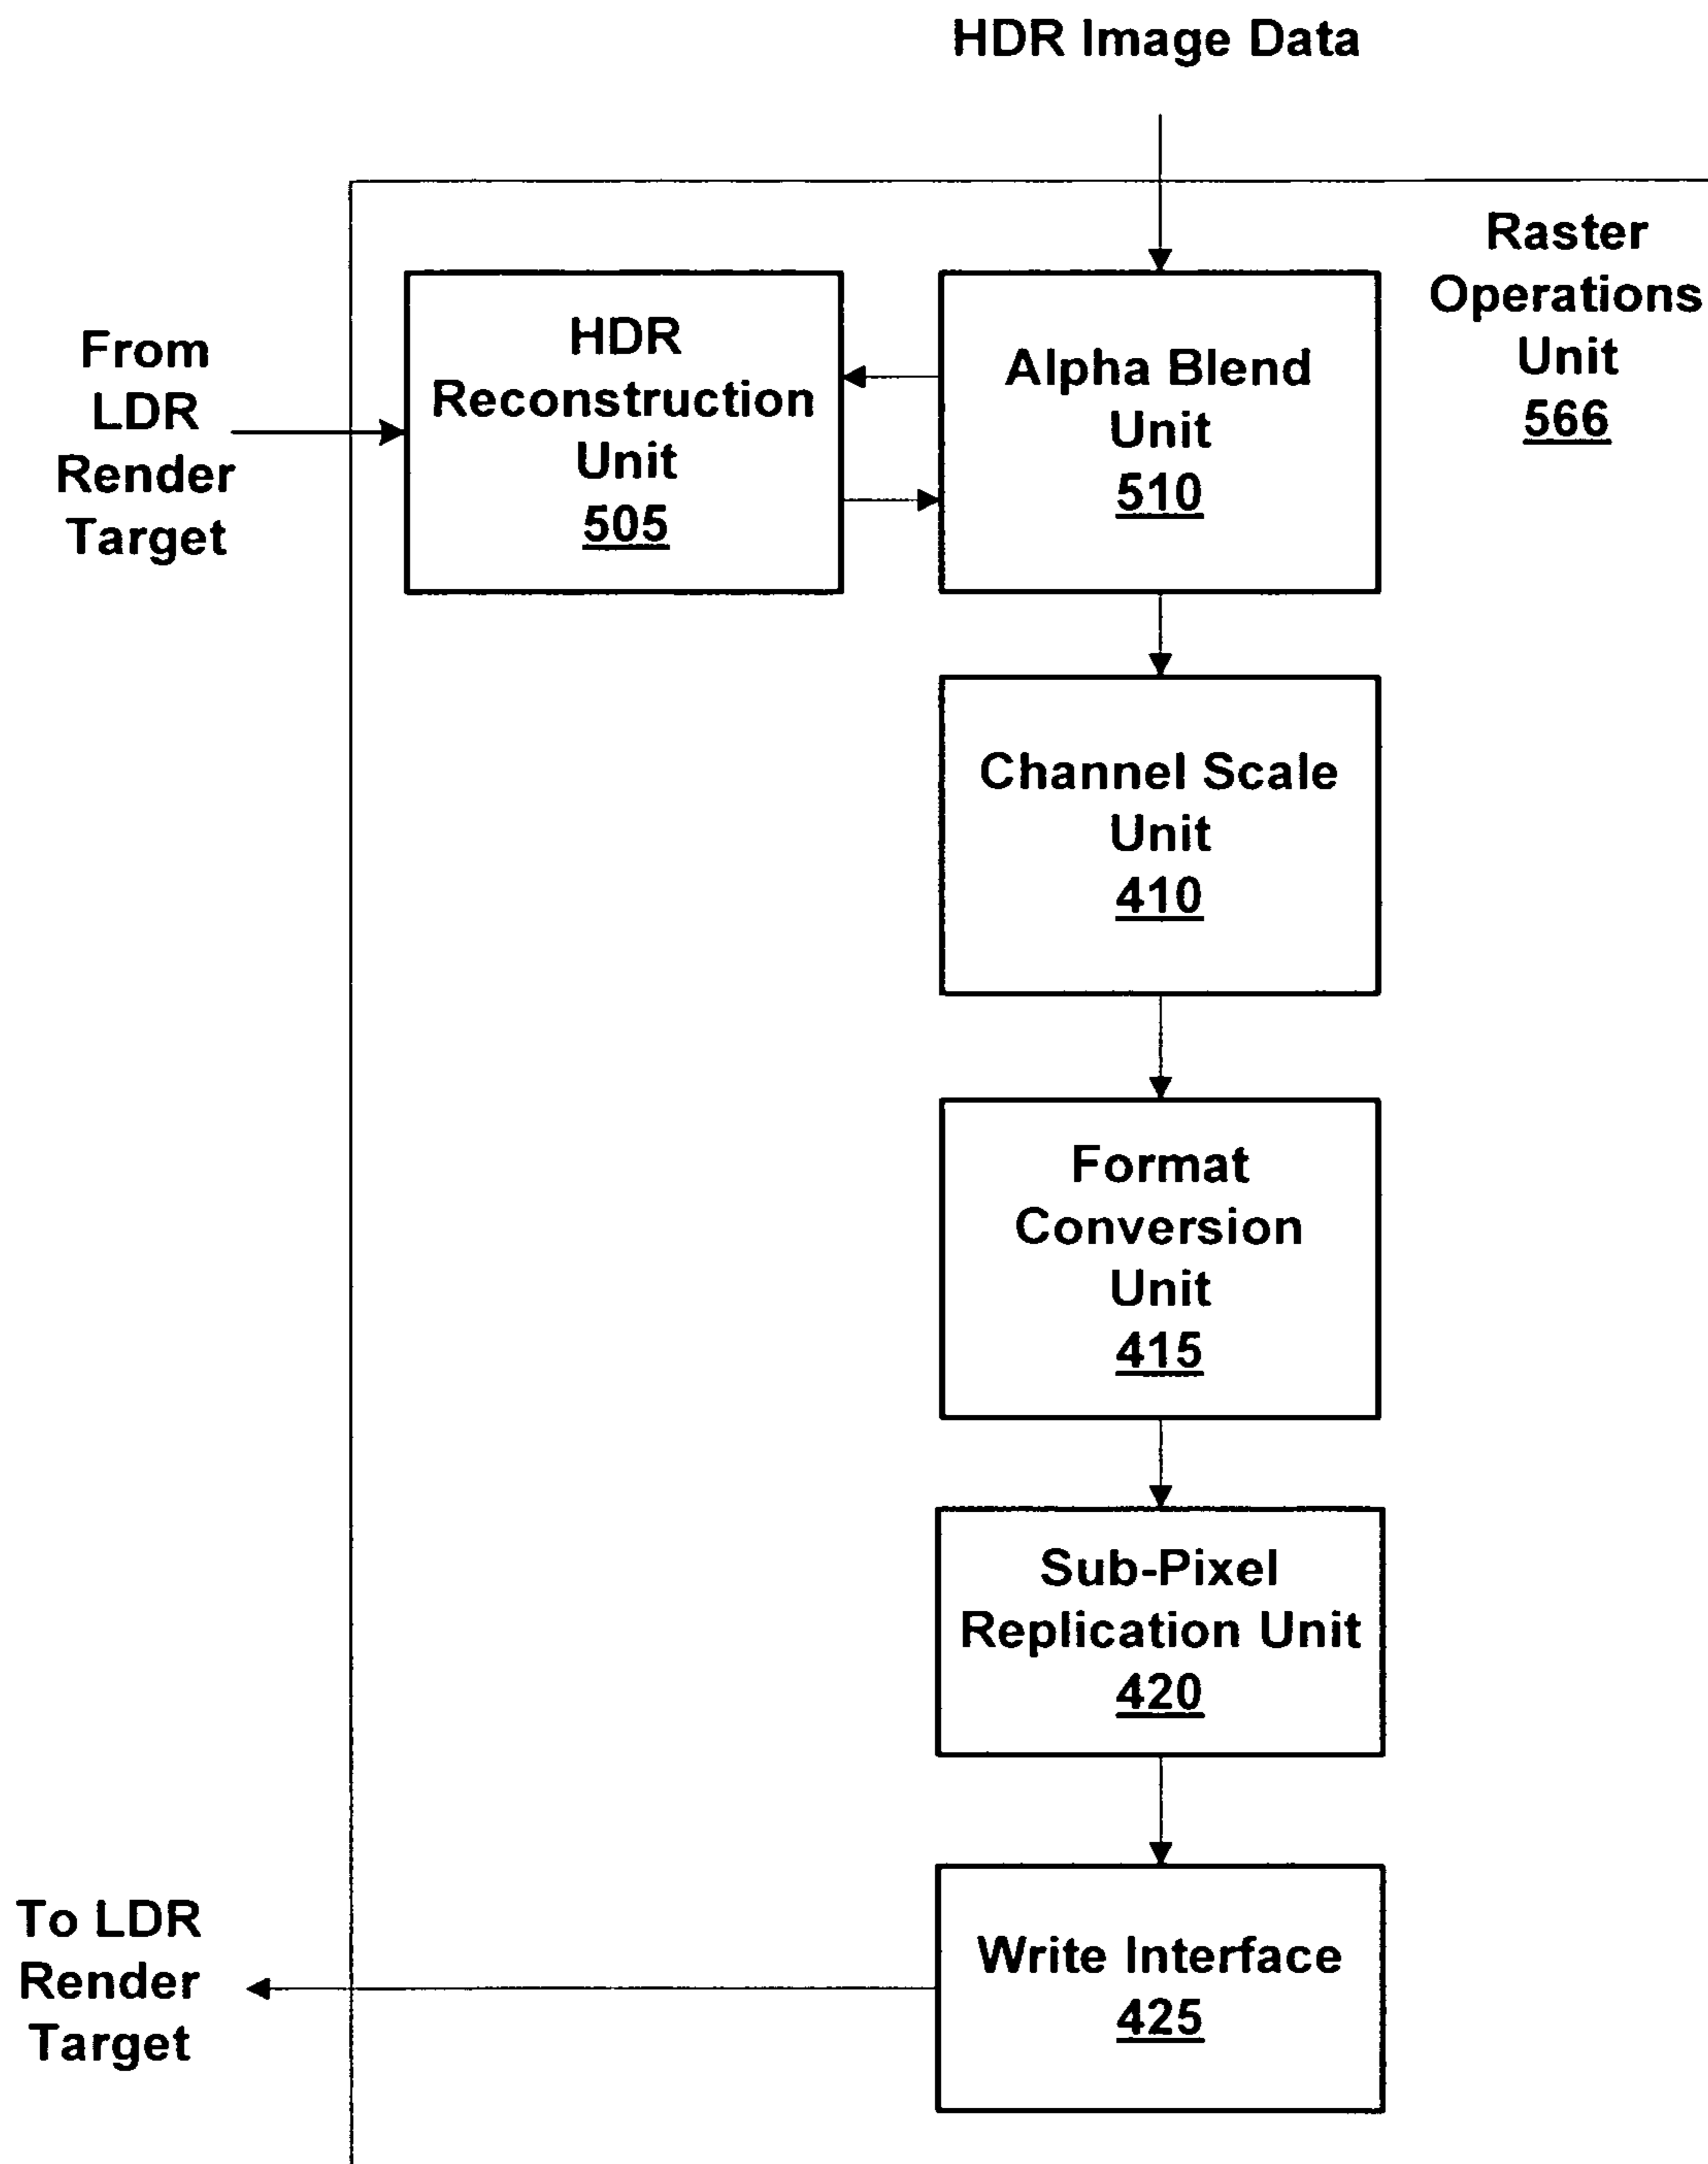 HDR Image Data
Raster
Operations
Unit
566
From
LDR
Render
Target
HDR
Reconstruction
Unit
505
Alpha Blend
Unit
510
Channel Scale
Unit
410
Format
Conversion
Unit
415
Sub-Pixel
Replication Unit
420
To LDR
Render
Target
Write Interface
425